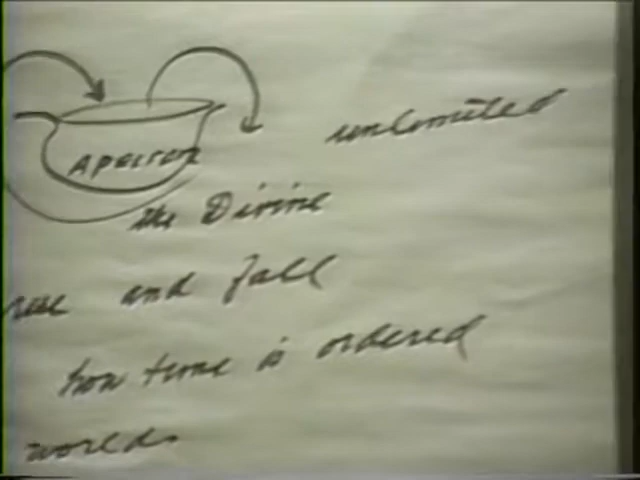 unlimited
Apeiron
the Divine
rise and fall
how time is ordered
worlds